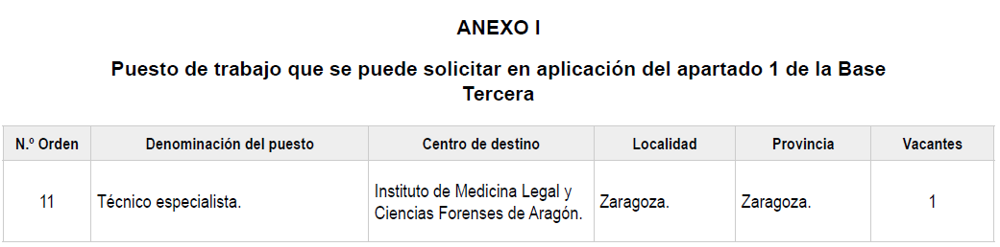 ANEXO I
Puesto de trabajo que se puede solicitar en aplicación del apartado 1 de la Base
Tercera
N.º Orden Denominación del puesto Centro de destino Localidad Provincia Vacantes
11 Técnico especialista. Instituto de Medicina Legal y Ciencias Forenses de Aragón. Zaragoza. Zaragoza. 1